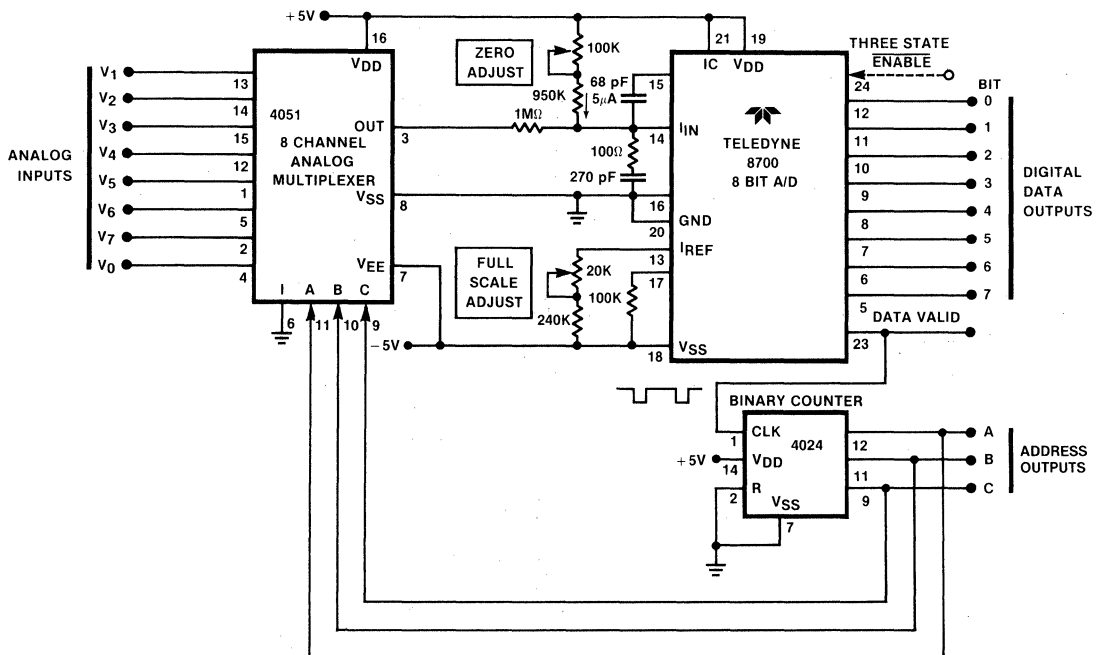 +5V
16
VDD
ZERO
ADJUST
100K
950K
5µA
68 pF
15
21
19
IC
VDD
THREE STATE
ENABLE
24
BIT
ANALOG
INPUTS
V1
13
V2
14
V3
15
V4
12
V5
1
V6
5
V7
2
V0
4
4051
8 CHANNEL
ANALOG
MULTIPLEXER
OUT
3
VSS
8
VEE
7
I
A
B
C
6
11
10
9
1MΩ
100Ω
270 pF
14
IIN
TELEDYNE
8700
8 BIT A/D
16
GND
20
IREF
13
17
FULL
SCALE
ADJUST
20K
100K
240K
-5V
18
VSS
0
12
1
11
2
10
3
9
4
8
5
7
6
6
7
5
DIGITAL
DATA
OUTPUTS
DATA VALID
23
BINARY COUNTER
CLK
1
4024
12
A
+5V
14
VDD
11
B
2
R
9
C
VSS
7
ADDRESS
OUTPUTS